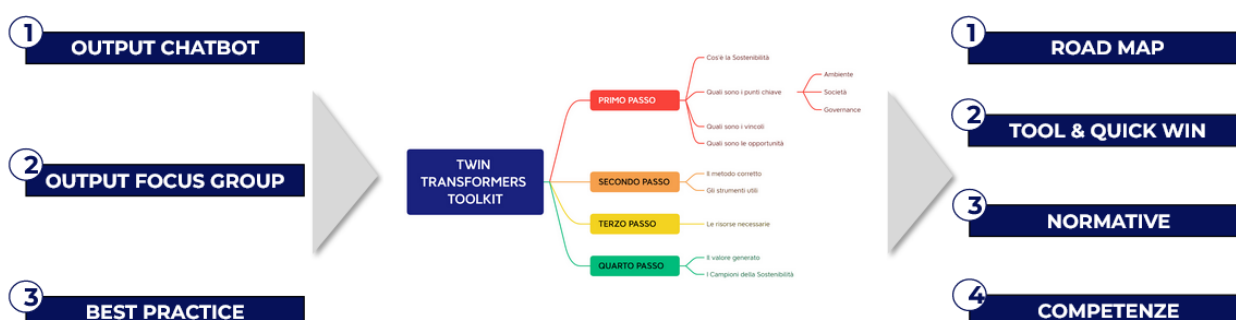 1
OUTPUT CHATBOT
2
OUTPUT FOCUS GROUP
3
BEST PRACTICE
TWIN
TRANSFORMERS
TOOLKIT
PRIMO PASSO
Cos'è la Sostenibilità
Quali sono i punti chiave
Ambiente
Società
Governance
Quali sono i vincoli
Quali sono le opportunità
SECONDO PASSO
Il metodo corretto
Gli strumenti utili
TERZO PASSO
Le risorse necessarie
QUARTO PASSO
Il valore generato
I Campioni della Sostenibilità
1
ROAD MAP
2
TOOL & QUICK WIN
3
NORMATIVE
4
COMPETENZE